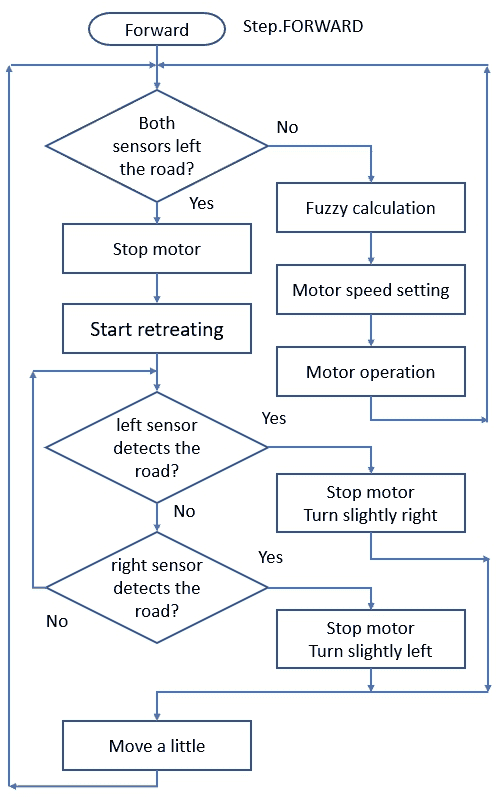 Forward
Step.FORWARD
Both
sensors left
the road?
No
Yes
Fuzzy calculation
Stop motor
Motor speed setting
Start retreating
Motor operation
left sensor
detects the
road?
Yes
No
Stop motor
Turn slightly right
right sensor
detects the
road?
Yes
No
Stop motor
Turn slightly left
Move a little